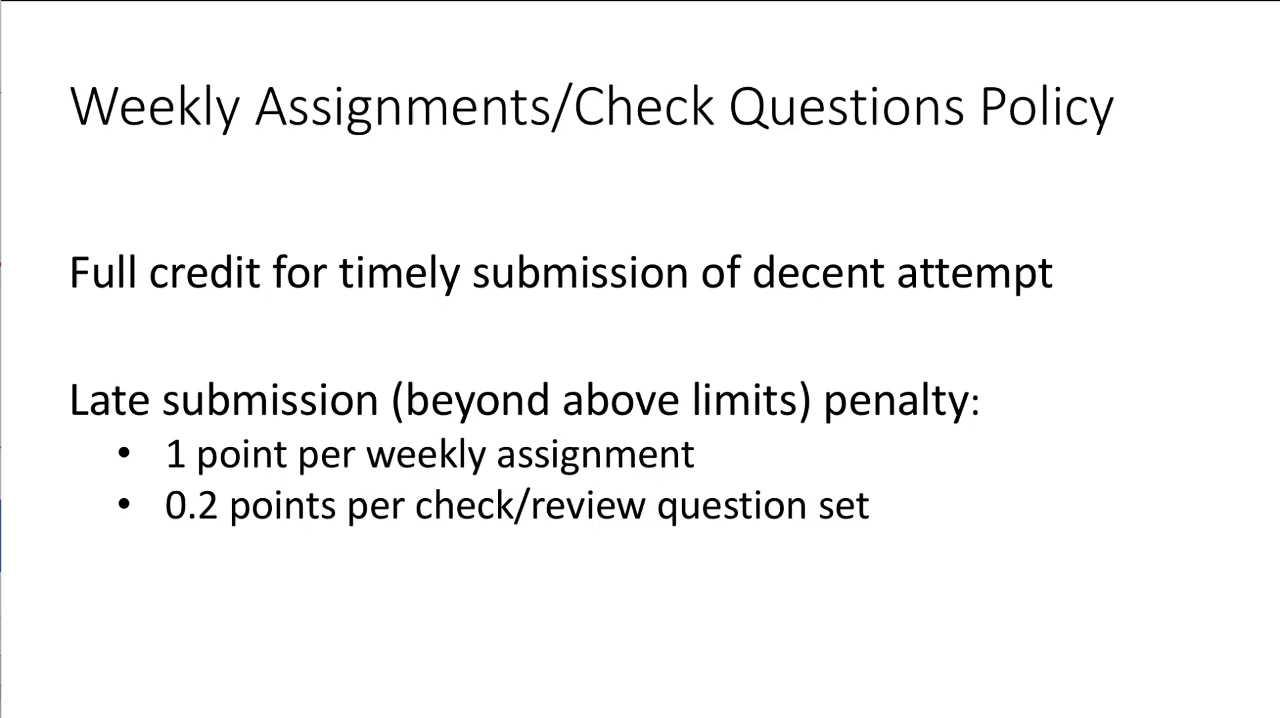 Weekly Assignments/Check Questions Policy
Full credit for timely submission of decent attempt
Late submission (beyond above limits) penalty:
• 1 point per weekly assignment
• 0.2 points per check/review question set